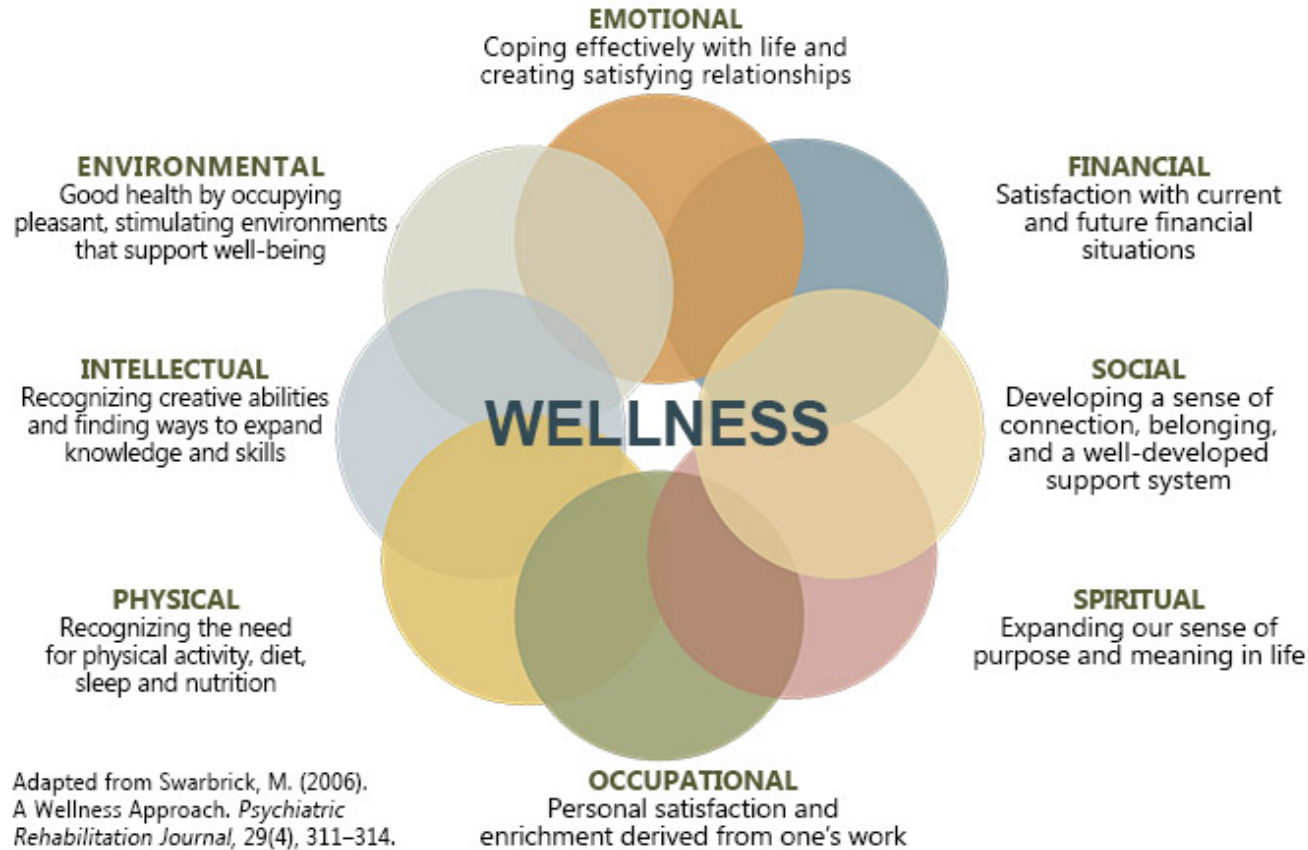 EMOTIONAL
Coping effectively with life and
creating satisfying relationships
ENVIRONMENTAL
Good health by occupying
pleasant, stimulating environments
that support well-being
FINANCIAL
Satisfaction with current
and future financial
situations
INTELLECTUAL
Recognizing creative abilities
and finding ways to expand
knowledge and skills
WELLNESS
SOCIAL
Developing a sense of
connection, belonging,
and a well-developed
support system
PHYSICAL
Recognizing the need
for physical activity, diet,
sleep and nutrition
SPIRITUAL
Expanding our sense of
purpose and meaning in life
OCCUPATIONAL
Personal satisfaction and
enrichment derived from one’s work
Adapted from Swarbrick, M. (2006).
A Wellness Approach. Psychiatric
Rehabilitation Journal, 29(4), 311–314.